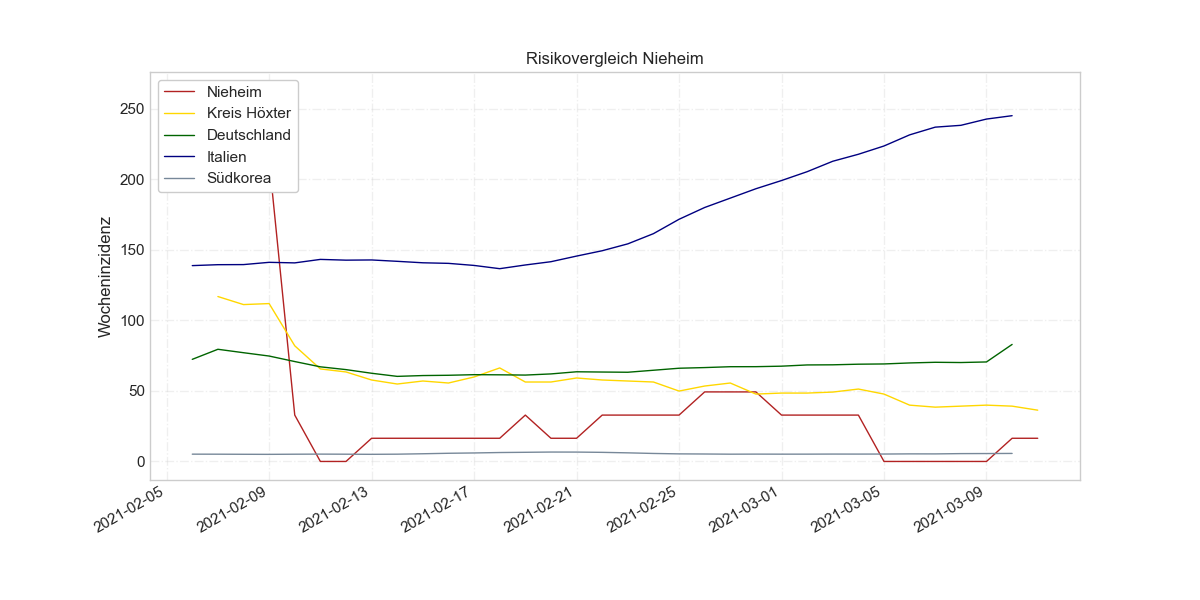 Risikovergleich Nieheim
Nieheim
Kreis Höxter
Deutschland
Italien
Südkorea
Wocheninzidenz
250
200
150
100
50
0
2021-02-05
2021-02-09
2021-02-13
2021-02-17
2021-02-21
2021-02-25
2021-03-01
2021-03-05
2021-03-09